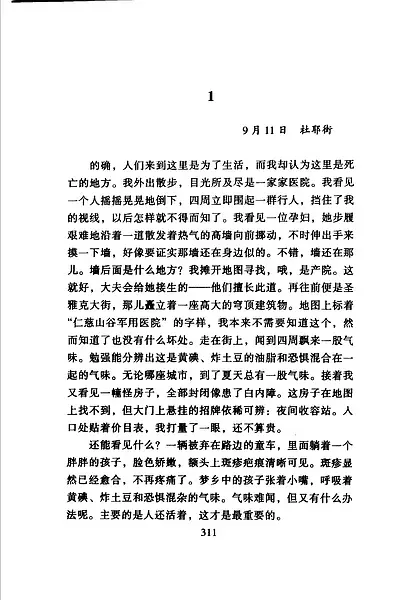 1
9月11日 杜耶街
的确，人们来到这里是为了生活，而我却认为这里是死
亡的地方。我外出散步，目光所及尽是一家家医院。我看见
一个人摇摇晃晃地倒下，四周立即围起一群行人，挡住了我
的视线，以后怎样就不得而知了。我看见一位孕妇，她步履
艰难地沿着一道散发着热气的高墙向前挪动，不时伸出手来
摸一下墙，好像要证实那墙还在身边似的。不错，墙还在那
儿。墙后面是什么地方？我摊开地图寻找，哦，是产院。这
就好，大夫会给她接生的——他们擅长此道。再往前便是圣
雅克大街，那儿矗立着一座高大的穹顶建筑物。地图上标着
“仁慈山谷军用医院”的字样，我本来不需要知道这个，然
而知道了也没有什么坏处。走在街上，闻到四周飘来一股气
味。勉强能分辨出这是黄碘、炸土豆的油脂和恐惧混合在一
起的气味。无论哪座城市，到了夏天总有一股气味。接着我
又看见一幢怪房子，全部封闭像患了白内障。这房子在地图
上找不到，但大门上悬挂的招牌依稀可辨：夜间收容站。入
口处贴着价目表，我打量了一眼，还不算贵。
还能看见什么？一辆被弃在路边的童车，里面躺着一个
胖胖的孩子，脸色娇嫩，额头上斑疹疤痕清晰可见。斑疹显
然已经愈合，不再疼痛了。梦乡中的孩子张着小嘴，呼吸着
黄碘、炸土豆和恐惧混杂的气味。气味难闻，但又有什么办
法呢。主要的是人还活着，这才是最重要的。
311